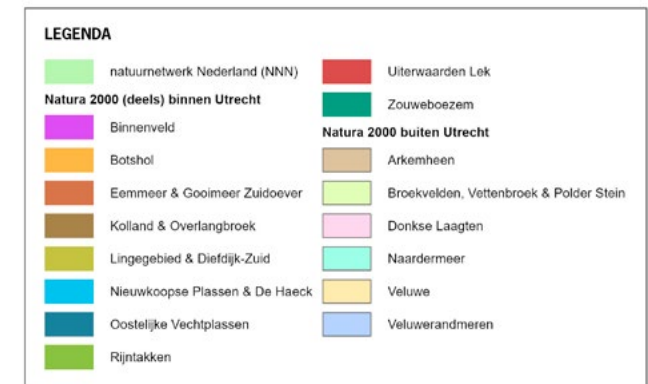 LEGENDA
natuurnetwerk Nederland (NNN)
Natura 2000 (deels) binnen Utrecht
Binnenveld
Botshol
Eemmeer & Gooimeer Zuidoever
Kolland & Overlangbroek
Lingegebied & Diefdijk-Zuid
Nieuwkoopse Plassen & De Haeck
Oostelijke Vechtplassen
Rijntakken
Uiterwaarden Lek
Zouweboezem
Natura 2000 buiten Utrecht
Arkemheen
Broekvelden, Vettenbroek & Polder Stein
Donkse Laagten
Naardermeer
Veluwe
Veluwerandmeren